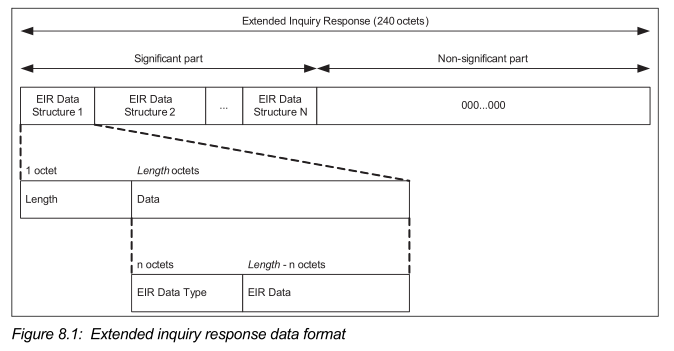 Extended Inquiry Response (240 octets)
Significant part
Non-significant part
EIR Data
Structure 1
EIR Data
Structure 2
...
EIR Data
Structure N
000...000
1 octet
Length octets
Length
Data
n octets
Length - n octets
EIR Data Type
EIR Data
Figure 8.1: Extended inquiry response data format